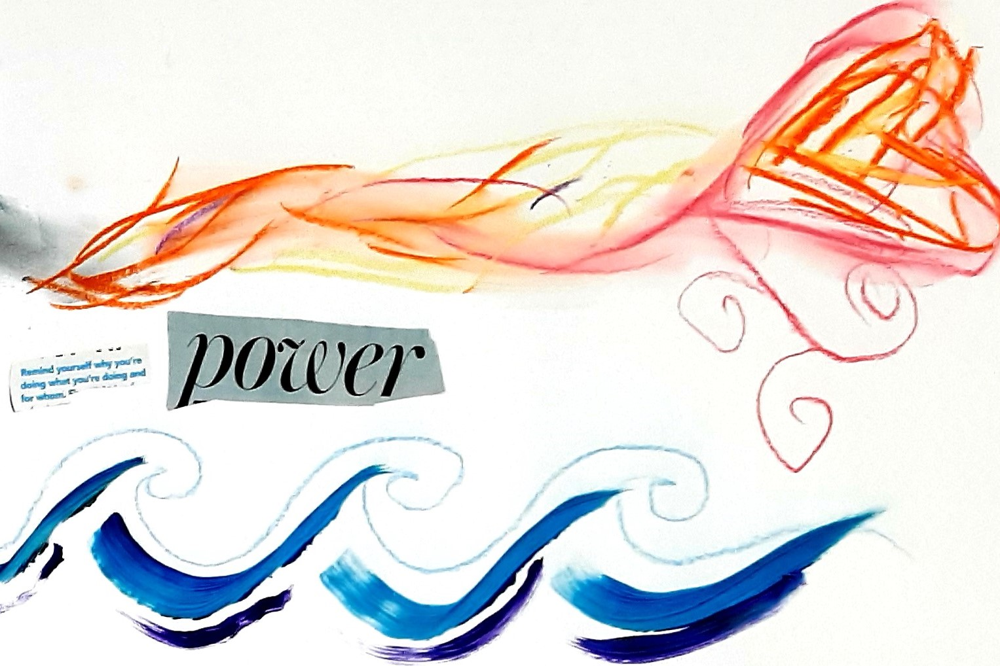 Remind yourself why you're
doing what you're doing and
for whom.
power